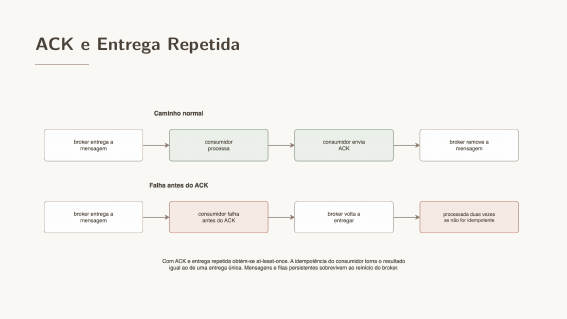 ACK e Entrega Repetida
Caminho normal
broker entrega a
mensagem
consumidor
processa
consumidor envia
ACK
broker remove a
mensagem
Falha antes do ACK
broker entrega a
mensagem
consumidor falha
antes do ACK
broker volta a
entregar
processada duas vezes
se não for idempotente
Com ACK e entrega repetida obtém-se at-least-once. A idempotência do consumidor torna o resultado
igual ao de uma entrega única. Mensagens e filas persistentes sobrevivem ao reinício do broker.